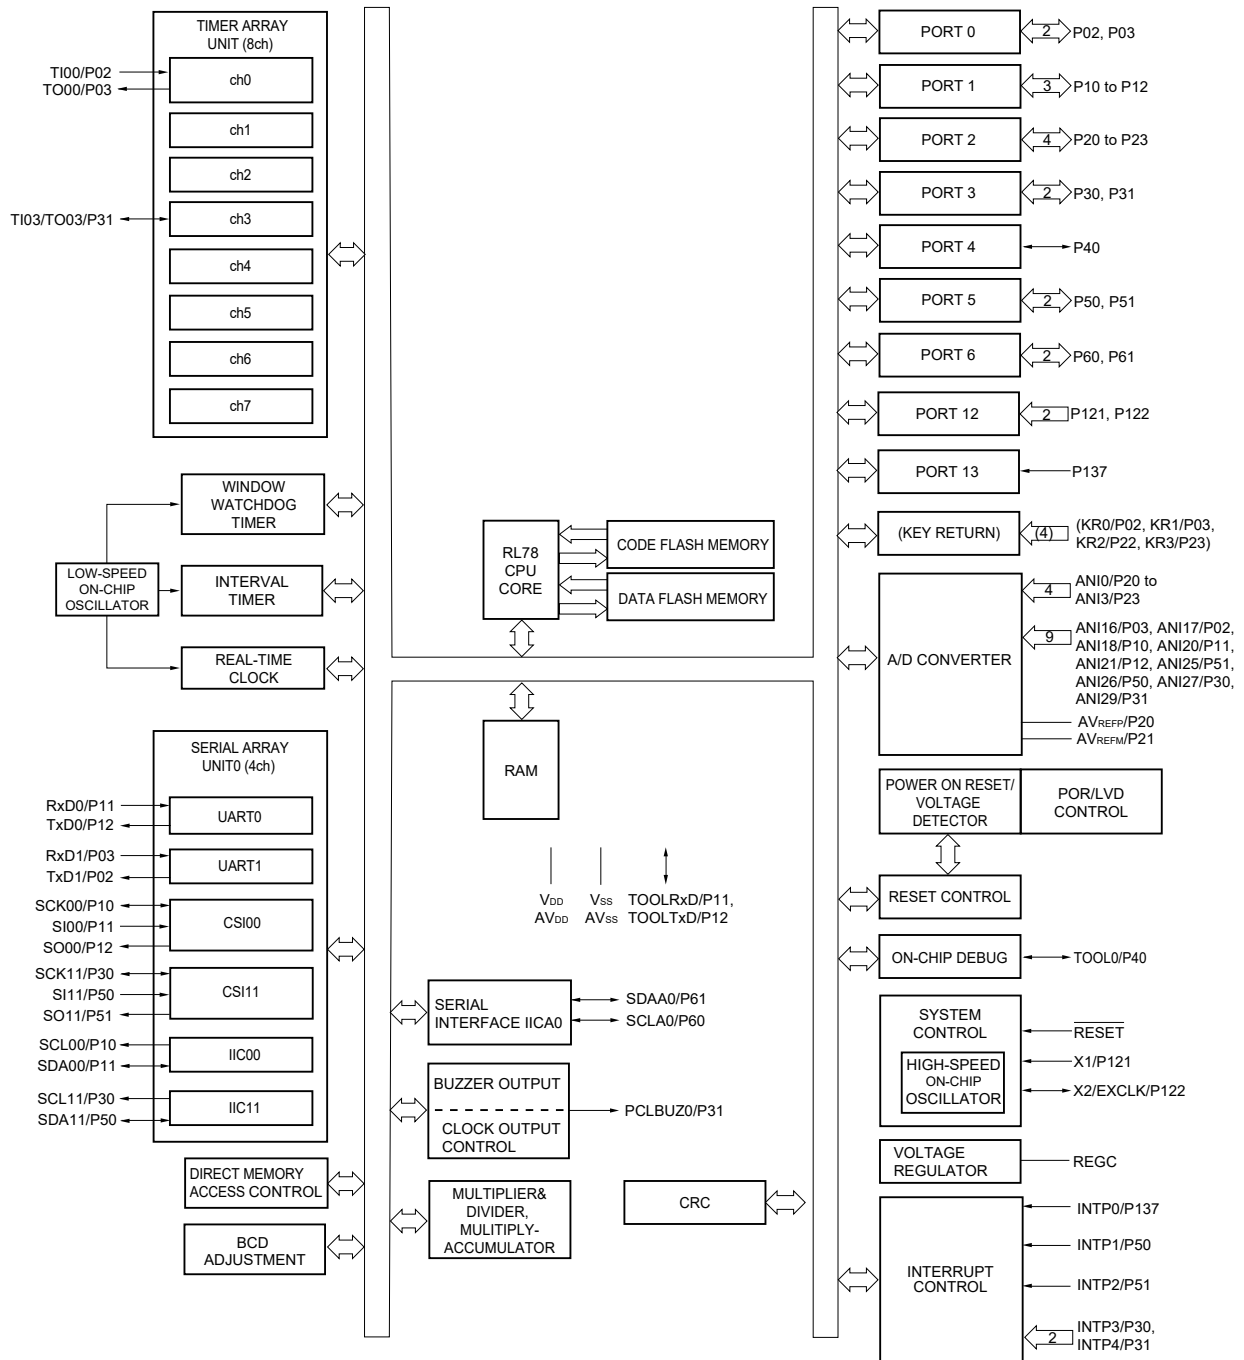 TIMER ARRAY
UNIT (8ch)
TI00/P02
TO00/P03
ch0
ch1
ch2
TI03/TO03/P31
ch3
ch4
ch5
ch6
ch7
WINDOW
WATCHDOG
TIMER
LOW-SPEED
ON-CHIP
OSCILLATOR
INTERVAL
TIMER
REAL-TIME
CLOCK
SERIAL ARRAY
UNIT0 (4ch)
RxD0/P11
TxD0/P12
UART0
RxD1/P03
TxD1/P02
UART1
SCK00/P10
SI00/P11
SO00/P12
CSI00
SCK11/P30
SI11/P50
SO11/P51
CSI11
SCL00/P10
SDA00/P11
IIC00
SCL11/P30
SDA11/P50
IIC11
DIRECT MEMORY
ACCESS CONTROL
BCD
ADJUSTMENT
RL78
CPU
CORE
CODE FLASH MEMORY
DATA FLASH MEMORY
RAM
VDD
AVDD
VSS
AVSS
TOOLRxD/P11,
TOOLTxD/P12
SERIAL
INTERFACE IICA0
SDAA0/P61
SCLA0/P60
BUZZER OUTPUT
CLOCK OUTPUT
CONTROL
PCLBUZ0/P31
MULTIPLIER&
DIVIDER,
MULITIPLY-
ACCUMULATOR
CRC
PORT 0
2
P02, P03
PORT 1
3
P10 to P12
PORT 2
4
P20 to P23
PORT 3
2
P30, P31
PORT 4
P40
PORT 5
2
P50, P51
PORT 6
2
P60, P61
PORT 12
2
P121, P122
PORT 13
P137
(KEY RETURN)
(4)
(KR0/P02, KR1/P03,
KR2/P22, KR3/P23)
A/D CONVERTER
4
ANI0/P20 to
ANI3/P23
9
ANI16/P03, ANI17/P02,
ANI18/P10, ANI20/P11,
ANI21/P12, ANI25/P51,
ANI26/P50, ANI27/P30,
ANI29/P31
AVREFP/P20
AVREFM/P21
POWER ON RESET/
VOLTAGE
DETECTOR
POR/LVD
CONTROL
RESET CONTROL
ON-CHIP DEBUG
TOOL0/P40
SYSTEM
CONTROL
HIGH-SPEED
ON-CHIP
OSCILLATOR
RESET
X1/P121
X2/EXCLK/P122
VOLTAGE
REGULATOR
REGC
INTERRUPT
CONTROL
INTP0/P137
INTP1/P50
INTP2/P51
2
INTP3/P30,
INTP4/P31